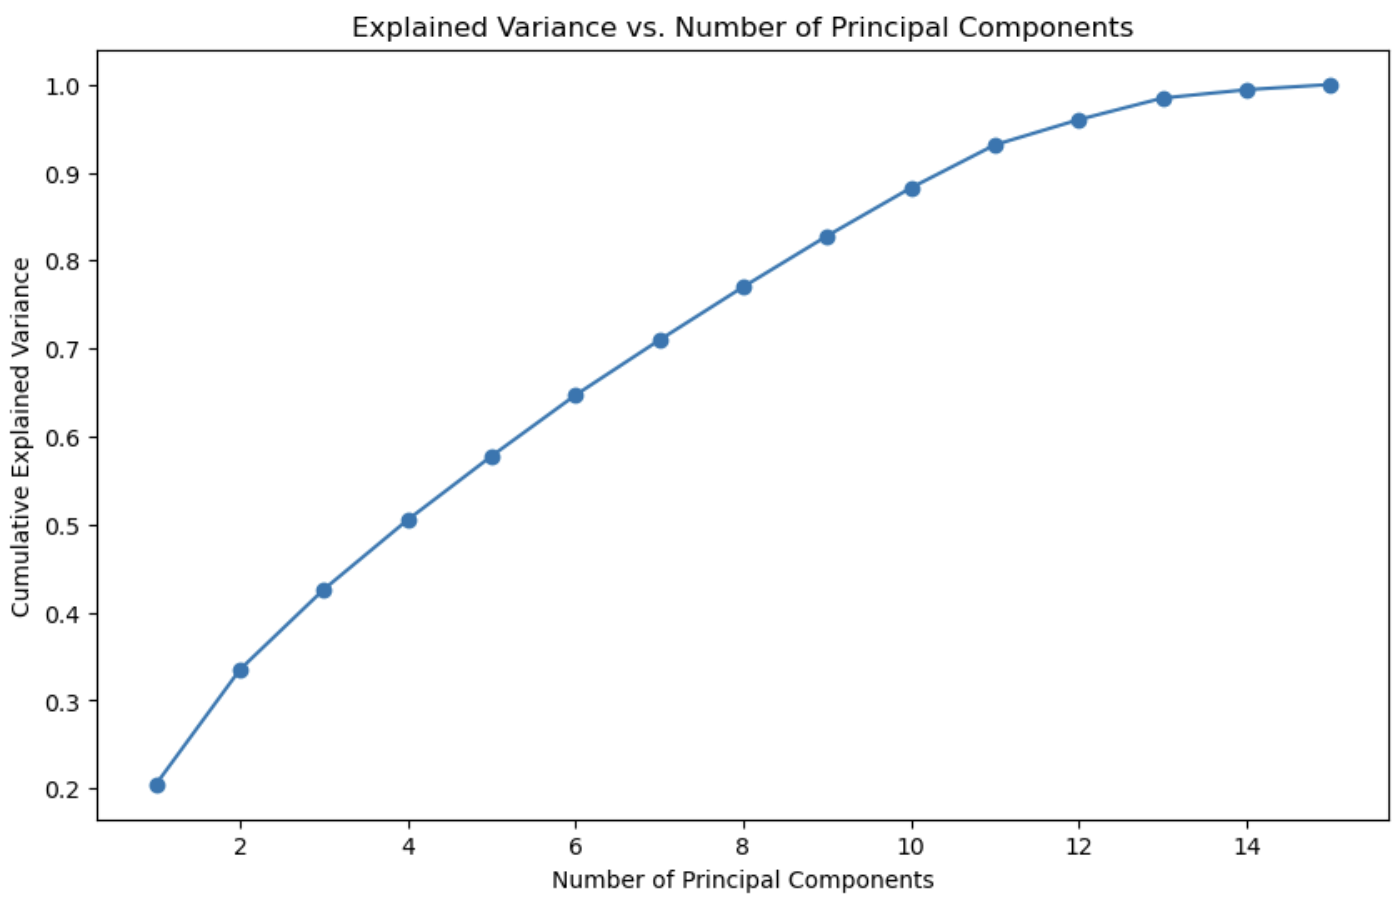 Explained Variance vs. Number of Principal Components
1.0
0.9
0.8
0.7
0.6
0.5
0.4
0.3
0.2
Cumulative Explained Variance
2 4 6 8 10 12 14
Number of Principal Components